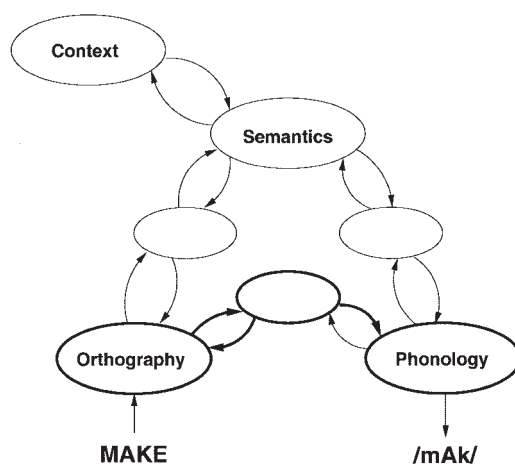 Context
Semantics
Orthography
Phonology
MAKE
/mAk/